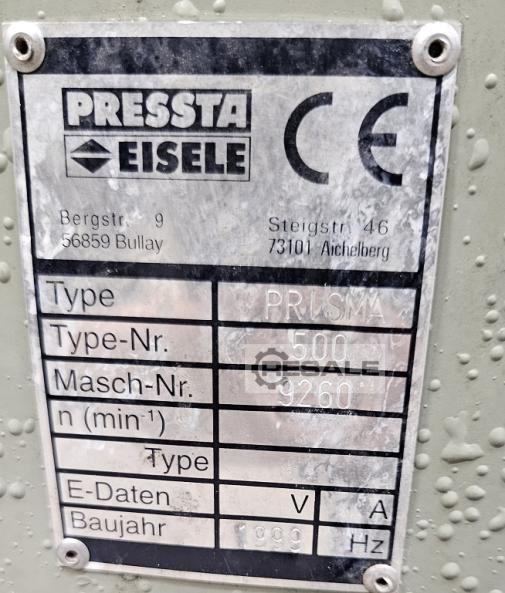 PRESSTA
EISELE
CE
Bergstr. 9
56859 Bullay
Steigstr. 46
73101 Aichelberg
Type PRISMA
Type-Nr. 500
RESALE
Masch-Nr. 9260
n (min-1)
Type
E-Daten V A
Baujahr 1999 Hz